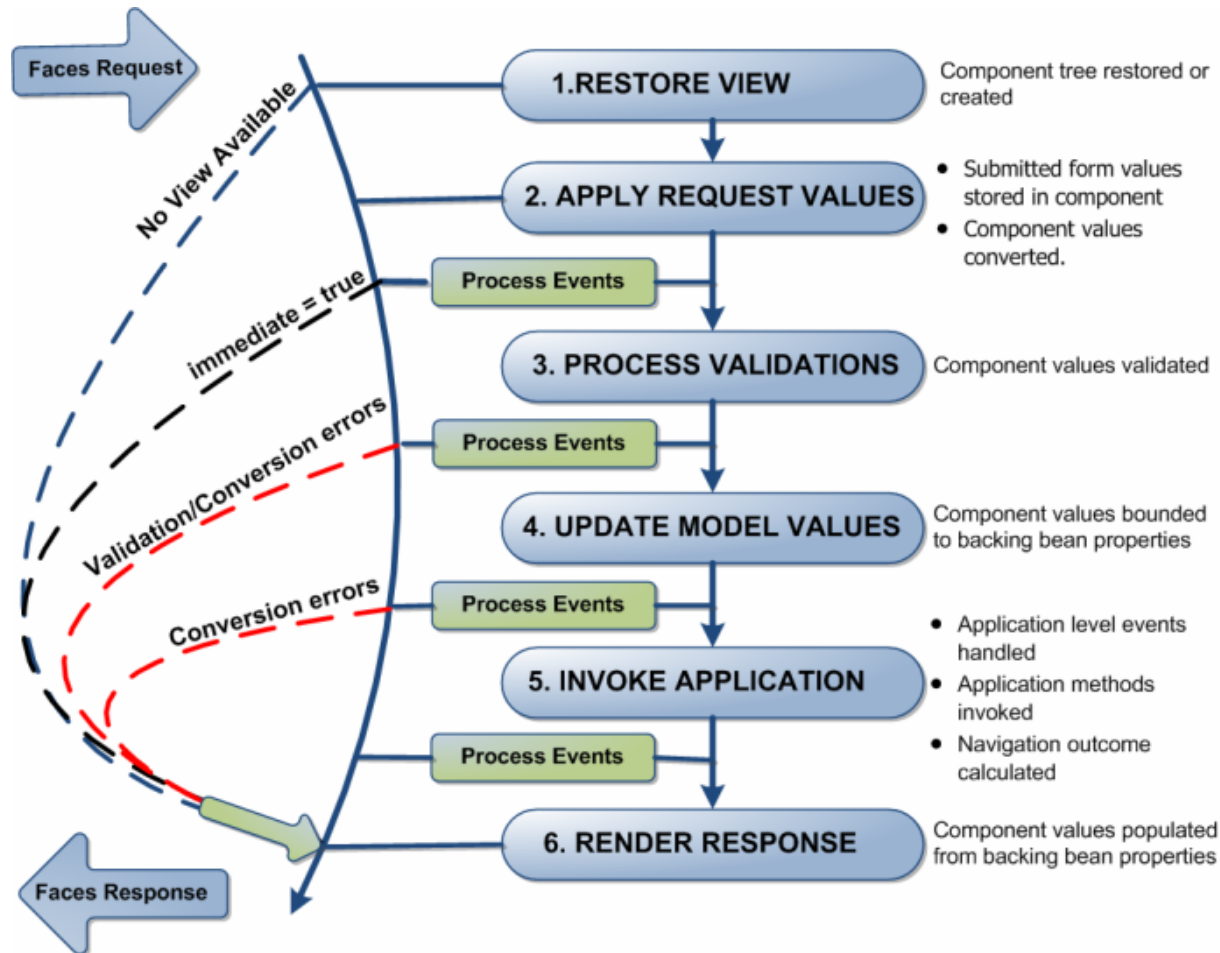 Faces Request
1.RESTORE VIEW
Component tree restored or
created
No View Available
2. APPLY REQUEST VALUES
• Submitted form values
stored in component
• Component values
converted.
Process Events
immediate = true
3. PROCESS VALIDATIONS
Component values validated
Process Events
Validation/Conversion errors
4. UPDATE MODEL VALUES
Component values bounded
to backing bean properties
Process Events
Conversion errors
5. INVOKE APPLICATION
• Application level events
handled
• Application methods
invoked
• Navigation outcome
calculated
Process Events
6. RENDER RESPONSE
Component values populated
from backing bean properties
Faces Response